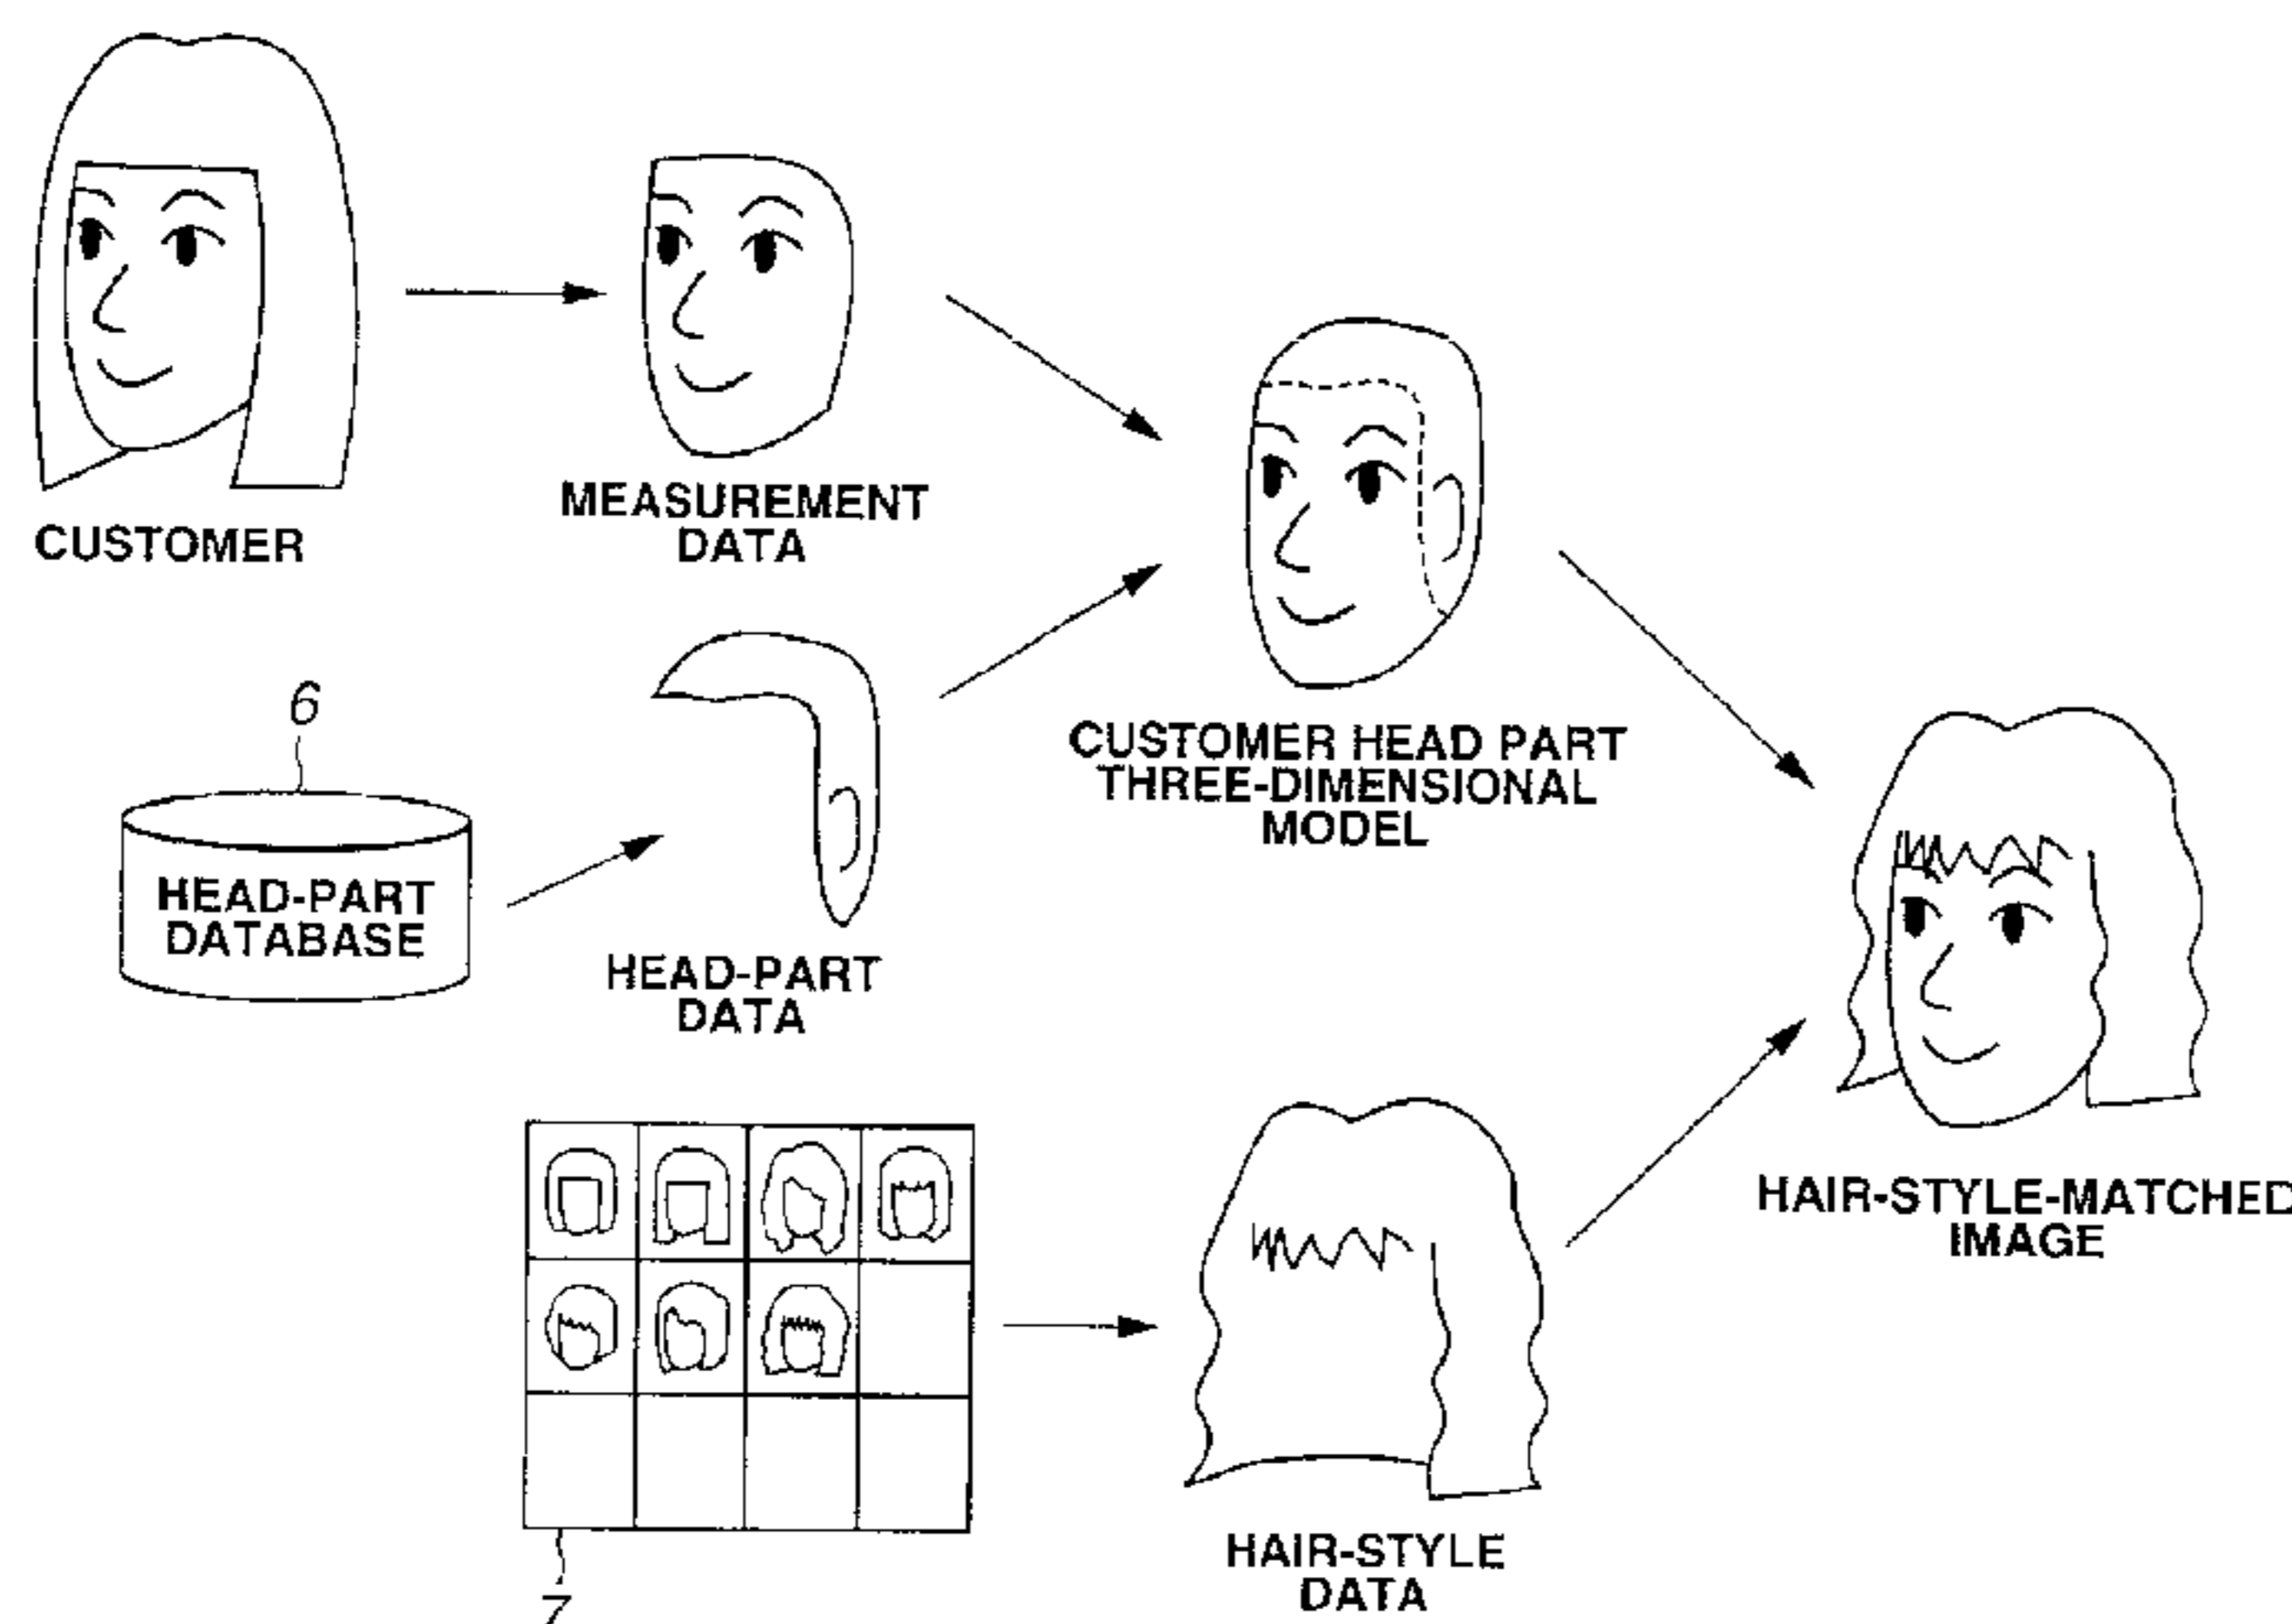 CUSTOMER
MEASUREMENT
DATA
6
HEAD-PART
DATABASE
HEAD-PART
DATA
CUSTOMER HEAD PART
THREE-DIMENSIONAL
MODEL
HAIR-STYLE-MATCHED
IMAGE
7
HAIR-STYLE
DATA